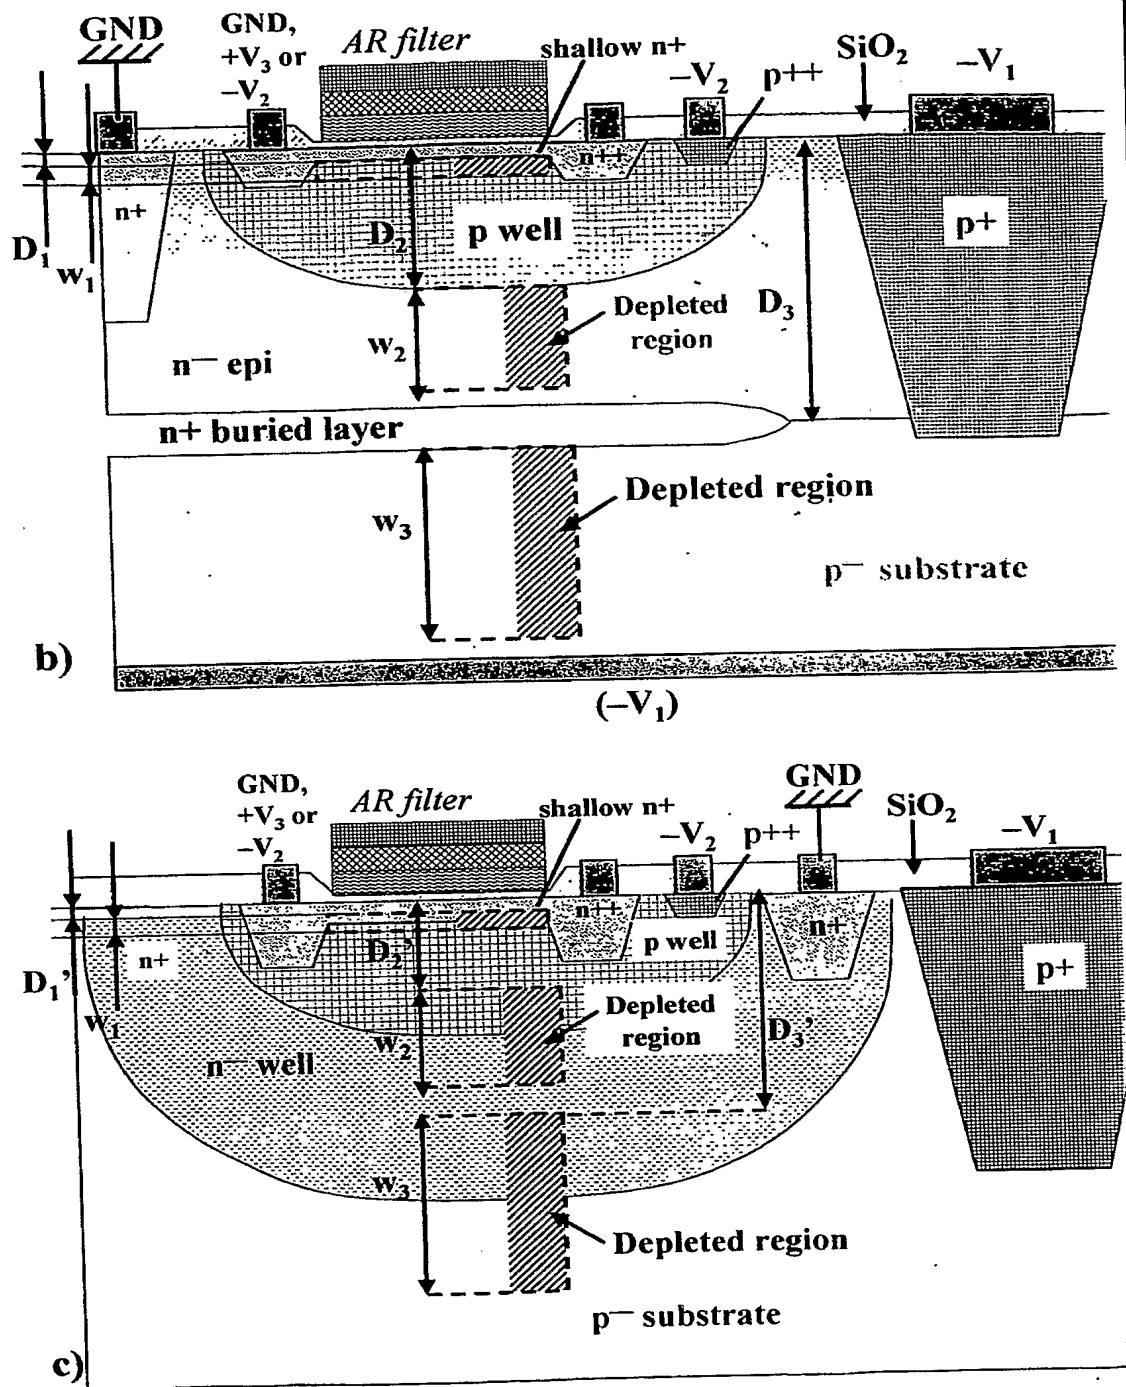 GND
GND,
+V₃ or
−V₂
AR filter
shallow n+
−V₂
p++
SiO₂
−V₁
n++
n+
D₁
w₁
D₂
p well
p+
D₃
Depleted
region
w₂
n− epi
n+ buried layer
Depleted region
w₃
p− substrate
b)
(−V₁)
GND,
+V₃ or
−V₂
AR filter
shallow n+
−V₂
p++
GND
SiO₂
−V₁
n++
n+
n+
p well
D₁'
w₁
D₂'
p+
Depleted
region
D₃'
w₂
n− well
w₃
Depleted region
p− substrate
c)